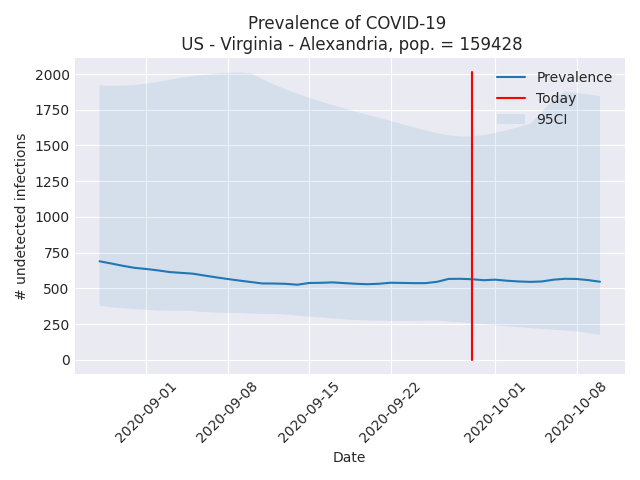 Prevalence of COVID-19
US - Virginia - Alexandria, pop. = 159428
Prevalence
Today
95CI
# undetected infections
2000
1750
1500
1250
1000
750
500
250
0
2020-09-01
2020-09-08
2020-09-15
2020-09-22
2020-10-01
2020-10-08
Date